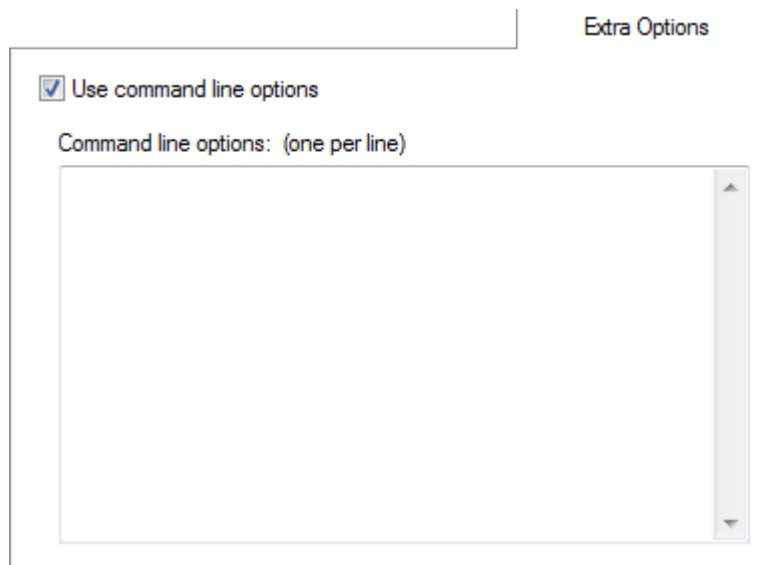 Extra Options
Use command line options
Command line options: (one per line)